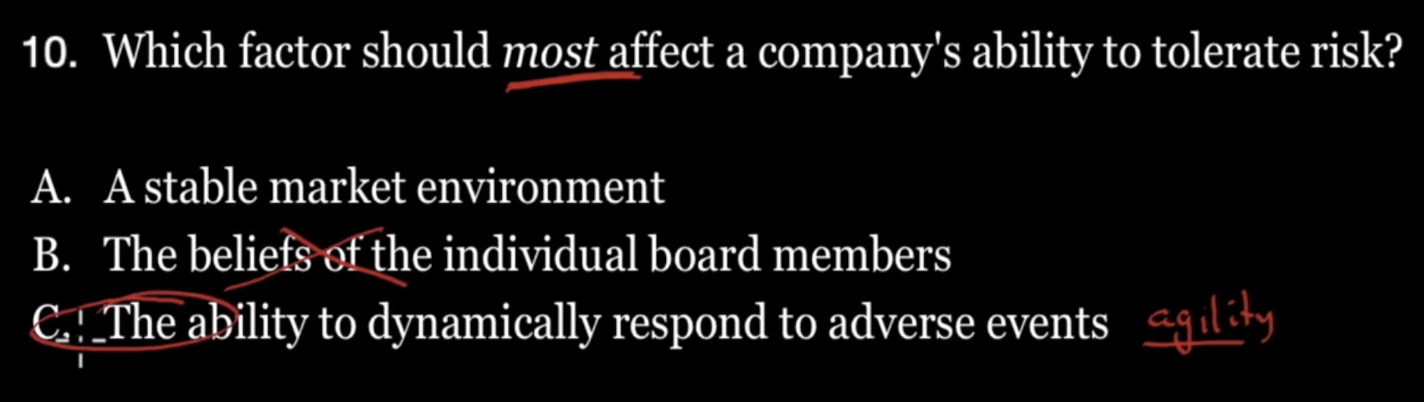 10. Which factor should most affect a company's ability to tolerate risk?
A. A stable market environment
B. The beliefs of the individual board members
C. The ability to dynamically respond to adverse events agility